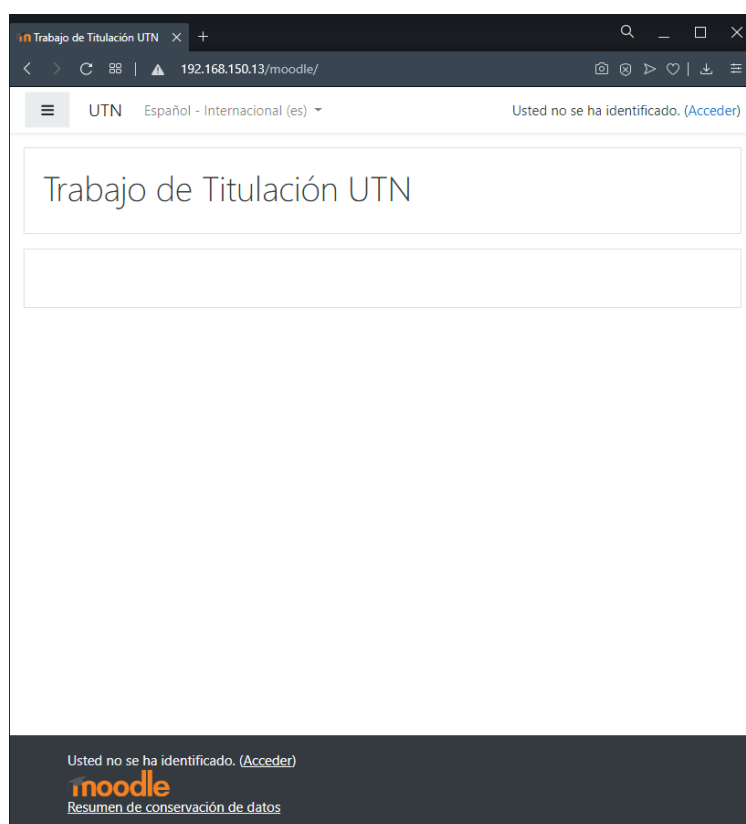 Trabajo de Titulación UTN
192.168.150.13/moodle/
UTN Español - Internacional (es) Usted no se ha identificado. (Acceder)
Trabajo de Titulación UTN
Usted no se ha identificado. (Acceder)
moodle
Resumen de conservación de datos